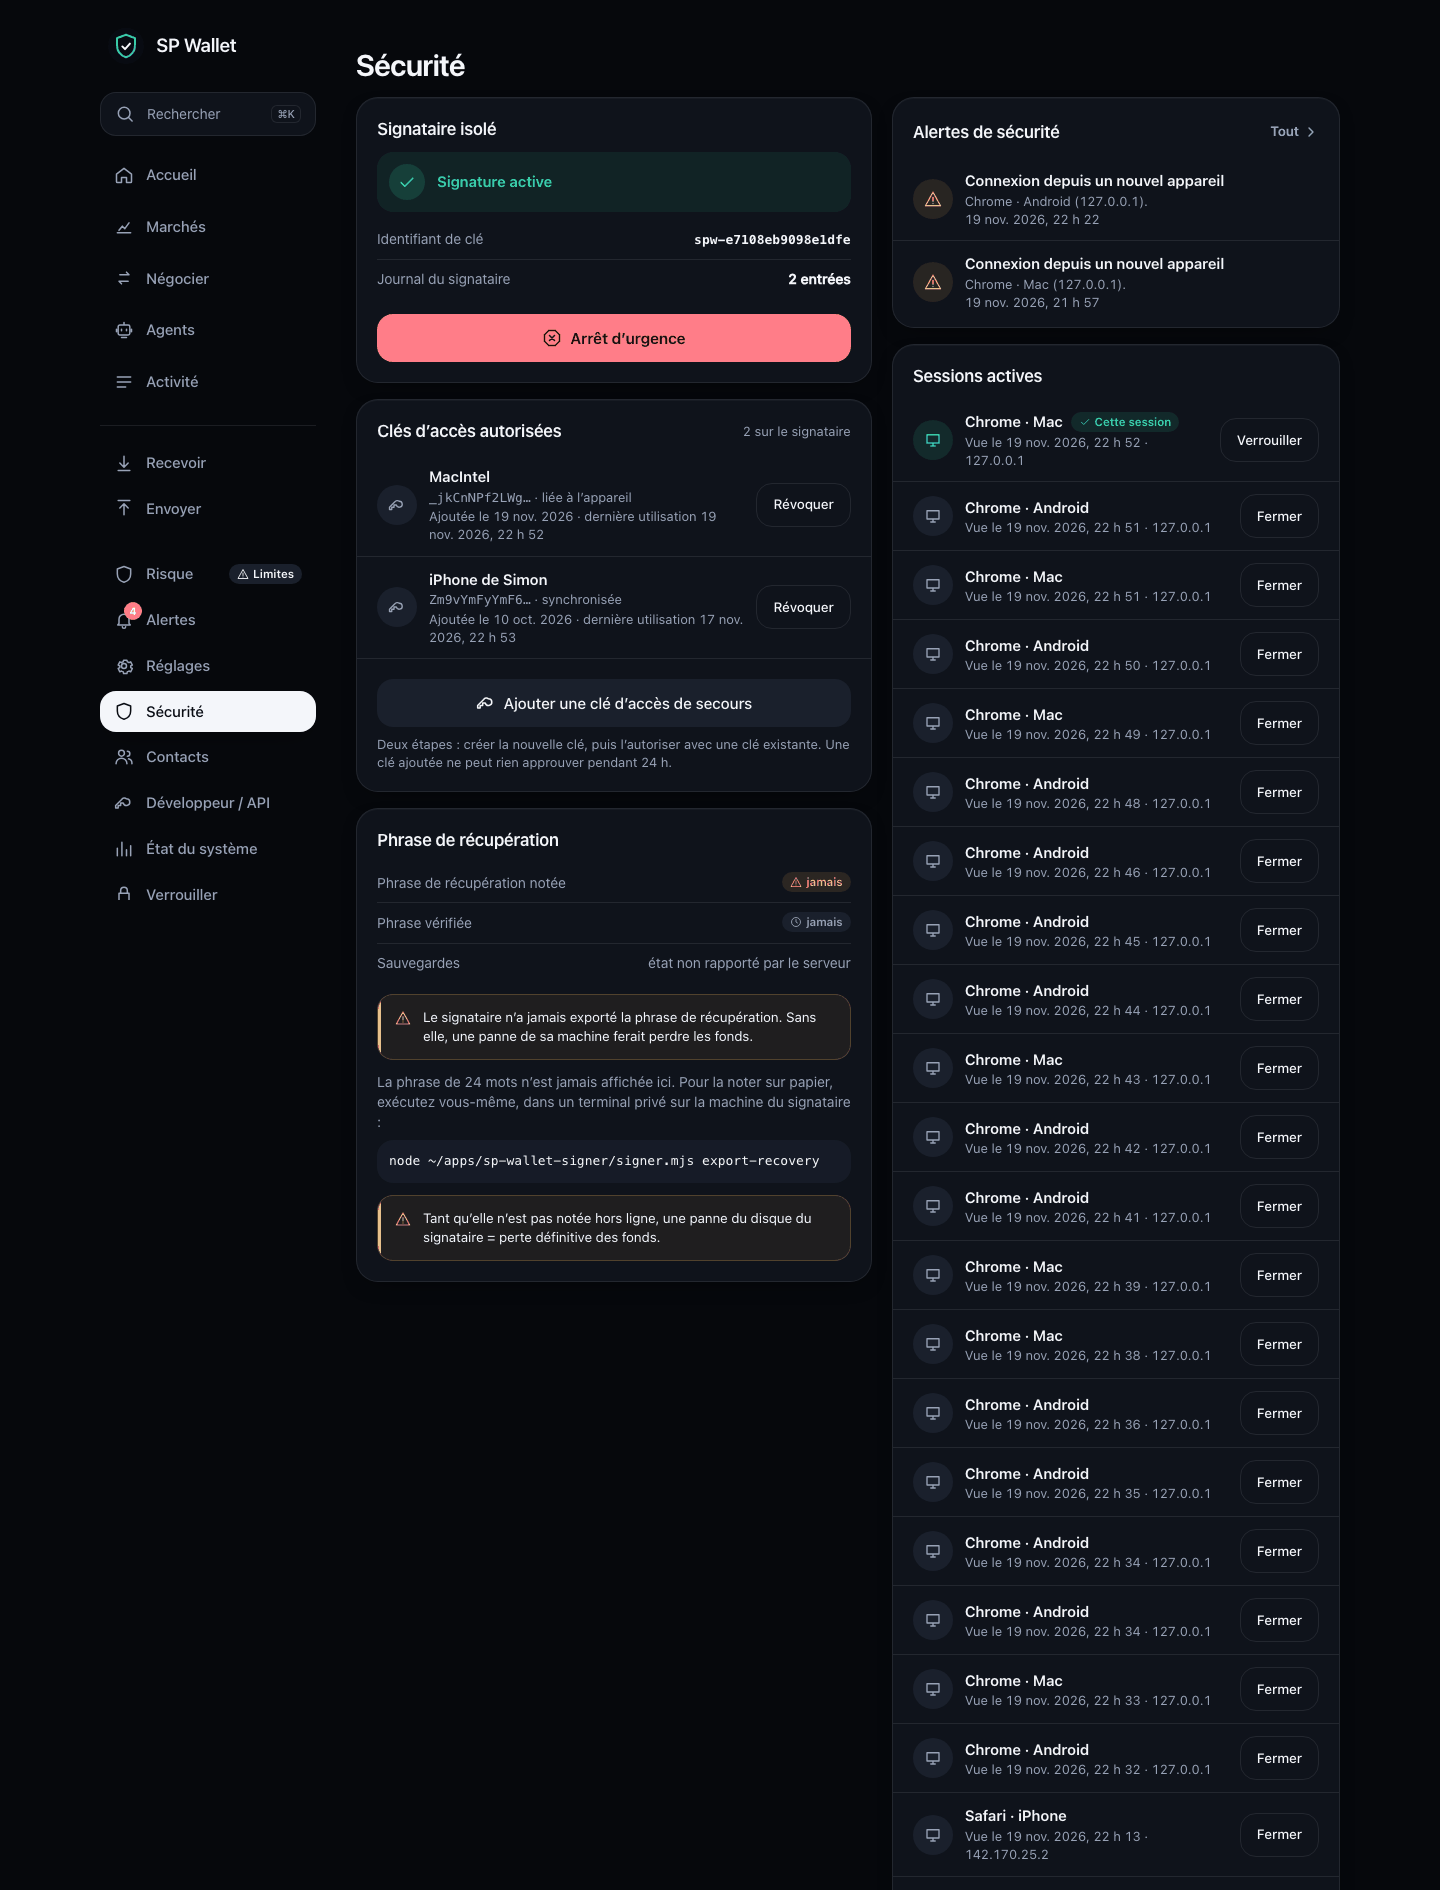 SP Wallet
Rechercher ⌘K
Accueil
Marchés
Négocier
Agents
Activité
Recevoir
Envoyer
Risque Limites
4
Alertes
Réglages
Sécurité
Contacts
Développeur / API
État du système
Verrouiller
Sécurité
Signataire isolé
Signature active
Identifiant de clé spw-e7108eb9098e1dfe
Journal du signataire 2 entrées
Arrêt d’urgence
Clés d’accès autorisées 2 sur le signataire
MacIntel
_jkCnNPf2LWg… · liée à l’appareil
Ajoutée le 19 nov. 2026 · dernière utilisation 19
nov. 2026, 22 h 52
Révoquer
iPhone de Simon
Zm9vYmFyYmF6… · synchronisée
Ajoutée le 10 oct. 2026 · dernière utilisation 17 nov.
2026, 22 h 53
Révoquer
Ajouter une clé d’accès de secours
Deux étapes : créer la nouvelle clé, puis l’autoriser avec une clé existante. Une
clé ajoutée ne peut rien approuver pendant 24 h.
Phrase de récupération
Phrase de récupération notée jamais
Phrase vérifiée jamais
Sauvegardes état non rapporté par le serveur
Le signataire n’a jamais exporté la phrase de récupération. Sans
elle, une panne de sa machine ferait perdre les fonds.
La phrase de 24 mots n’est jamais affichée ici. Pour la noter sur papier,
exécutez vous-même, dans un terminal privé sur la machine du signataire
:
node ~/apps/sp-wallet-signer/signer.mjs export-recovery
Tant qu’elle n’est pas notée hors ligne, une panne du disque du
signataire = perte définitive des fonds.
Alertes de sécurité Tout
Connexion depuis un nouvel appareil
Chrome · Android (127.0.0.1).
19 nov. 2026, 22 h 22
Connexion depuis un nouvel appareil
Chrome · Mac (127.0.0.1).
19 nov. 2026, 21 h 57
Sessions actives
Chrome · Mac Cette session
Vue le 19 nov. 2026, 22 h 52 ·
127.0.0.1
Verrouiller
Chrome · Android
Vue le 19 nov. 2026, 22 h 51 · 127.0.0.1
Fermer
Chrome · Mac
Vue le 19 nov. 2026, 22 h 51 · 127.0.0.1
Fermer
Chrome · Android
Vue le 19 nov. 2026, 22 h 50 · 127.0.0.1
Fermer
Chrome · Mac
Vue le 19 nov. 2026, 22 h 49 · 127.0.0.1
Fermer
Chrome · Android
Vue le 19 nov. 2026, 22 h 48 · 127.0.0.1
Fermer
Chrome · Android
Vue le 19 nov. 2026, 22 h 46 · 127.0.0.1
Fermer
Chrome · Android
Vue le 19 nov. 2026, 22 h 45 · 127.0.0.1
Fermer
Chrome · Android
Vue le 19 nov. 2026, 22 h 44 · 127.0.0.1
Fermer
Chrome · Mac
Vue le 19 nov. 2026, 22 h 43 · 127.0.0.1
Fermer
Chrome · Android
Vue le 19 nov. 2026, 22 h 42 · 127.0.0.1
Fermer
Chrome · Android
Vue le 19 nov. 2026, 22 h 41 · 127.0.0.1
Fermer
Chrome · Mac
Vue le 19 nov. 2026, 22 h 39 · 127.0.0.1
Fermer
Chrome · Mac
Vue le 19 nov. 2026, 22 h 38 · 127.0.0.1
Fermer
Chrome · Android
Vue le 19 nov. 2026, 22 h 36 · 127.0.0.1
Fermer
Chrome · Android
Vue le 19 nov. 2026, 22 h 35 · 127.0.0.1
Fermer
Chrome · Android
Vue le 19 nov. 2026, 22 h 34 · 127.0.0.1
Fermer
Chrome · Android
Vue le 19 nov. 2026, 22 h 34 · 127.0.0.1
Fermer
Chrome · Mac
Vue le 19 nov. 2026, 22 h 33 · 127.0.0.1
Fermer
Chrome · Android
Vue le 19 nov. 2026, 22 h 32 · 127.0.0.1
Fermer
Safari · iPhone
Vue le 19 nov. 2026, 22 h 13 ·
142.170.25.2
Fermer